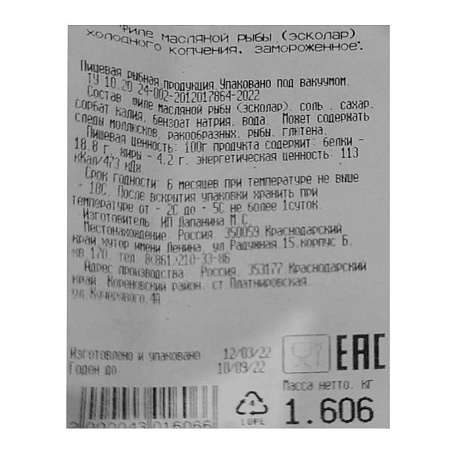 Филе масляной рыбы (эсколар)
холодного копчения, замороженное.
Пищевая рыбная продукция.Упаковано под вакуумом.
ТУ 10.20.24-002-2012017864-2022
Состав: филе масляной рыбы (эсколар), соль, сахар,
сорбат калия, бензоат натрия, вода. Может содержать
следы моллюсков, ракообразных, рыбы, глютена.
Пищевая ценность: 100г продукта содержит: белки -
18.8 г, жиры - 4.2 г. энергетическая ценность: 113
кКал/473 кДж
Срок годности: 6 месяцев при температуре не выше
- 18С. После вскрытия упаковки хранить при
температуре от - 2С до - 5С не более 1суток.
Изготовитель: ИП Лапанина М.С.
Местонахождение: Россия, 350059 Краснодарский
край хутор имени Ленина, ул Радужная 15,корпус Б,
кв 170, тел. 8(861)210-33-86
Адрес производства: Россия, 353177 Краснодарский
край, Кореновский район, ст Платнировская,
ул.Кучерявого,4А
Изготовлено и упаковано: 12/03/22
Годен до: 10/09/22
EAC
Масса нетто, кг
1.606
4
LDPE
2 000043 016066